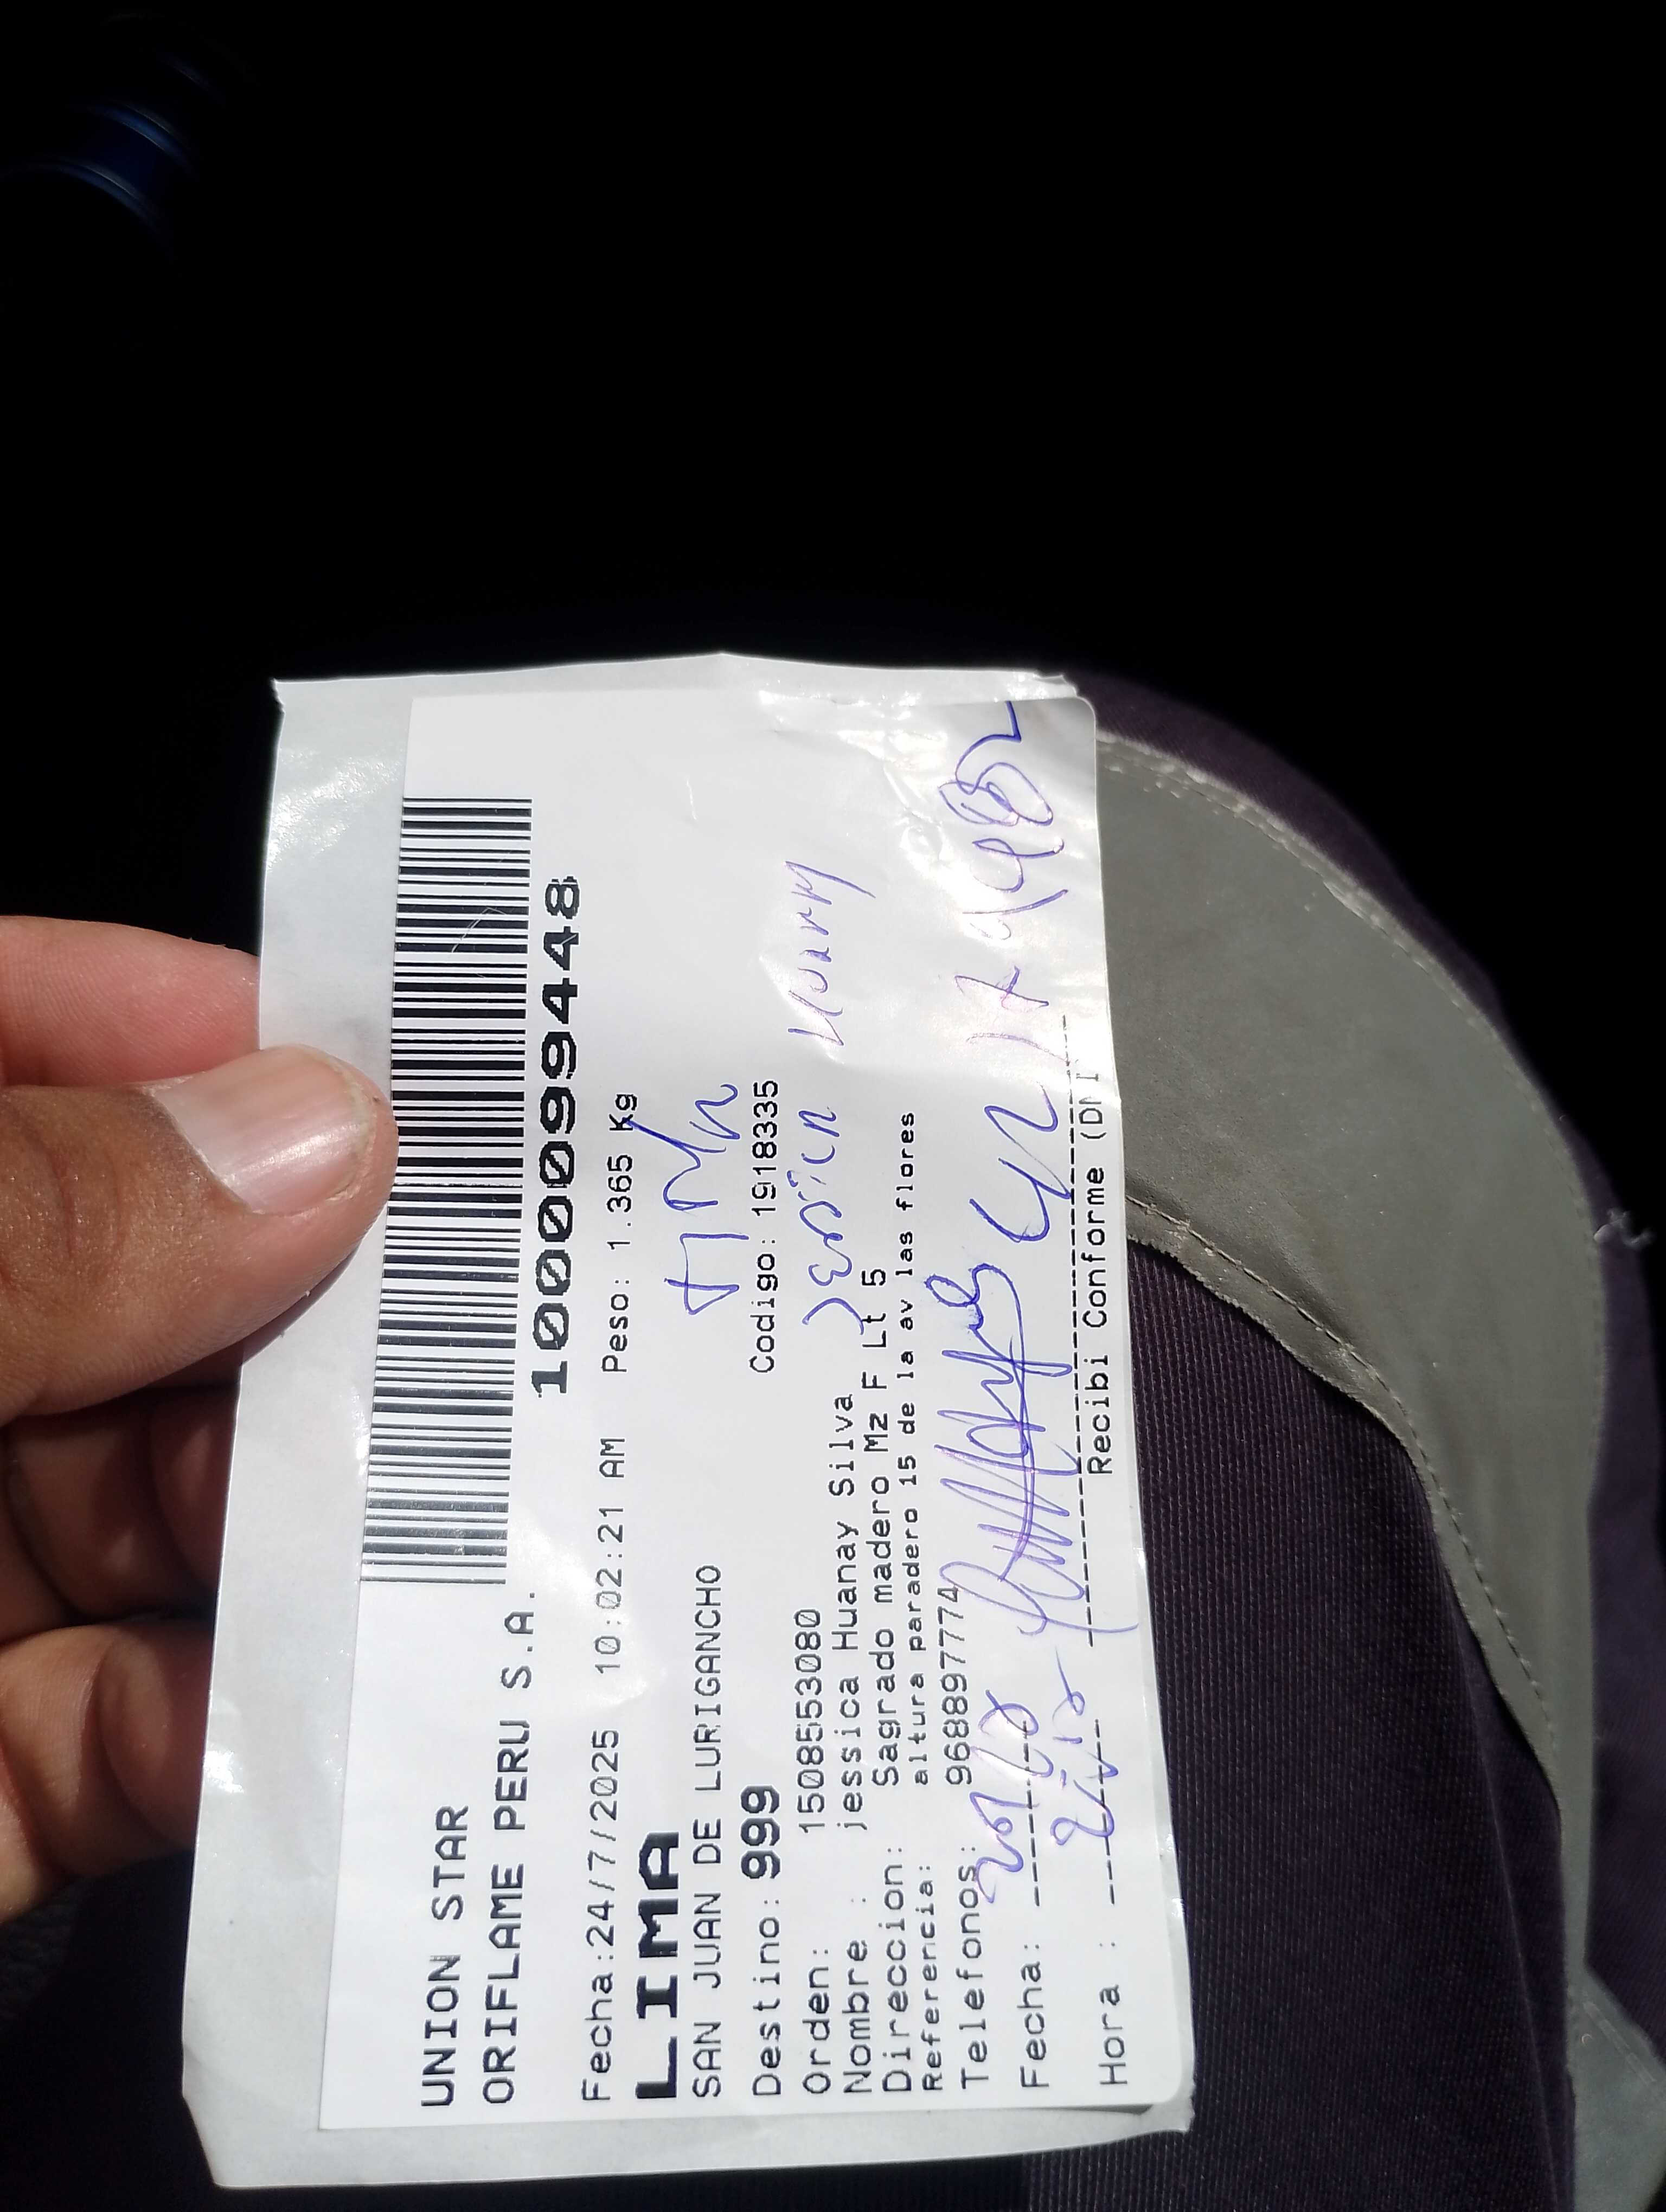 UNION STAR
ORIFLAME PERU S.A.
1000099448
Fecha:24/7/2025 10:02:21 AM Peso: 1.365 Kg
LIMA
SAN JUAN DE LURIGANCHO
Destino: 999 Codigo: 1918335
Orden: 1508553080
Nombre : jessica Huanay Silva
Direccion: Sagrado madero Mz F Lt 5
Referencia: altura paradero 15 de la av las flores
Telefonos: 968897774
Fecha:
Hora :
Recibi Conforme (DNI